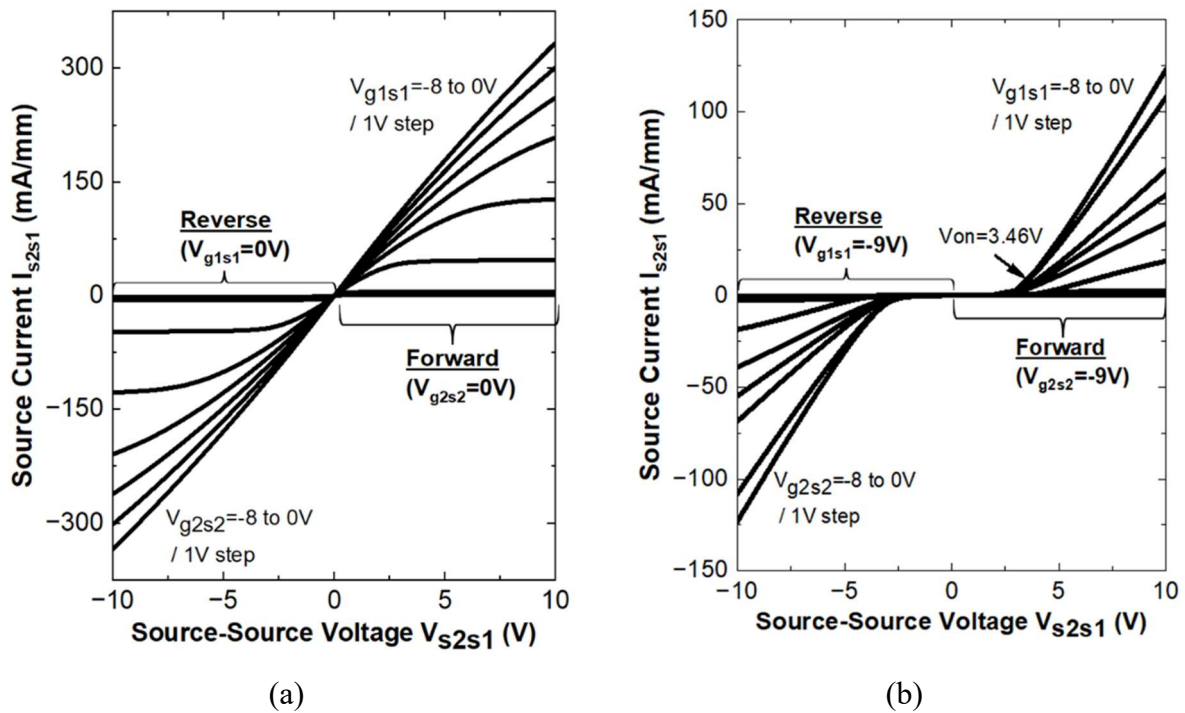 300
150
0
−150
−300
−10
−5
0
5
10
Source Current I_s2s1 (mA/mm)
Source-Source Voltage V_s2s1 (V)
V_g1s1=-8 to 0V
/ 1V step
Reverse
(V_g1s1=0V)
Forward
(V_g2s2=0V)
V_g2s2=-8 to 0V
/ 1V step
(a)
150
100
50
0
−50
−100
−150
−10
−5
0
5
10
Source Current I_s2s1 (mA/mm)
Source-Source Voltage V_s2s1 (V)
V_g1s1=-8 to 0V
/ 1V step
Reverse
(V_g1s1=-9V)
Von=3.46V
Forward
(V_g2s2=-9V)
V_g2s2=-8 to 0V
/ 1V step
(b)